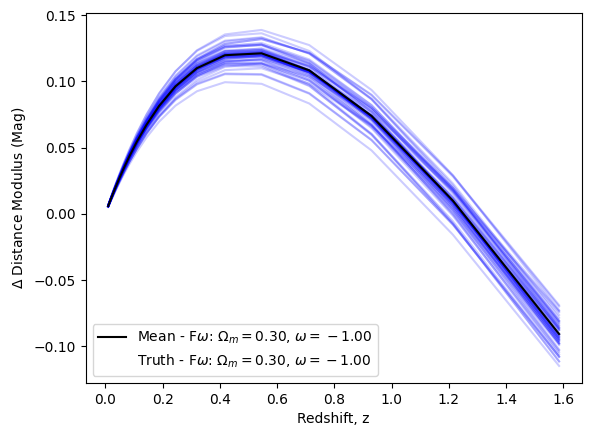 0.15
0.10
0.05
0.00
−0.05
−0.10
Δ Distance Modulus (Mag)
Mean - Fω: Ωm = 0.30, ω = −1.00
Truth - Fω: Ωm = 0.30, ω = −1.00
0.0 0.2 0.4 0.6 0.8 1.0 1.2 1.4 1.6
Redshift, z